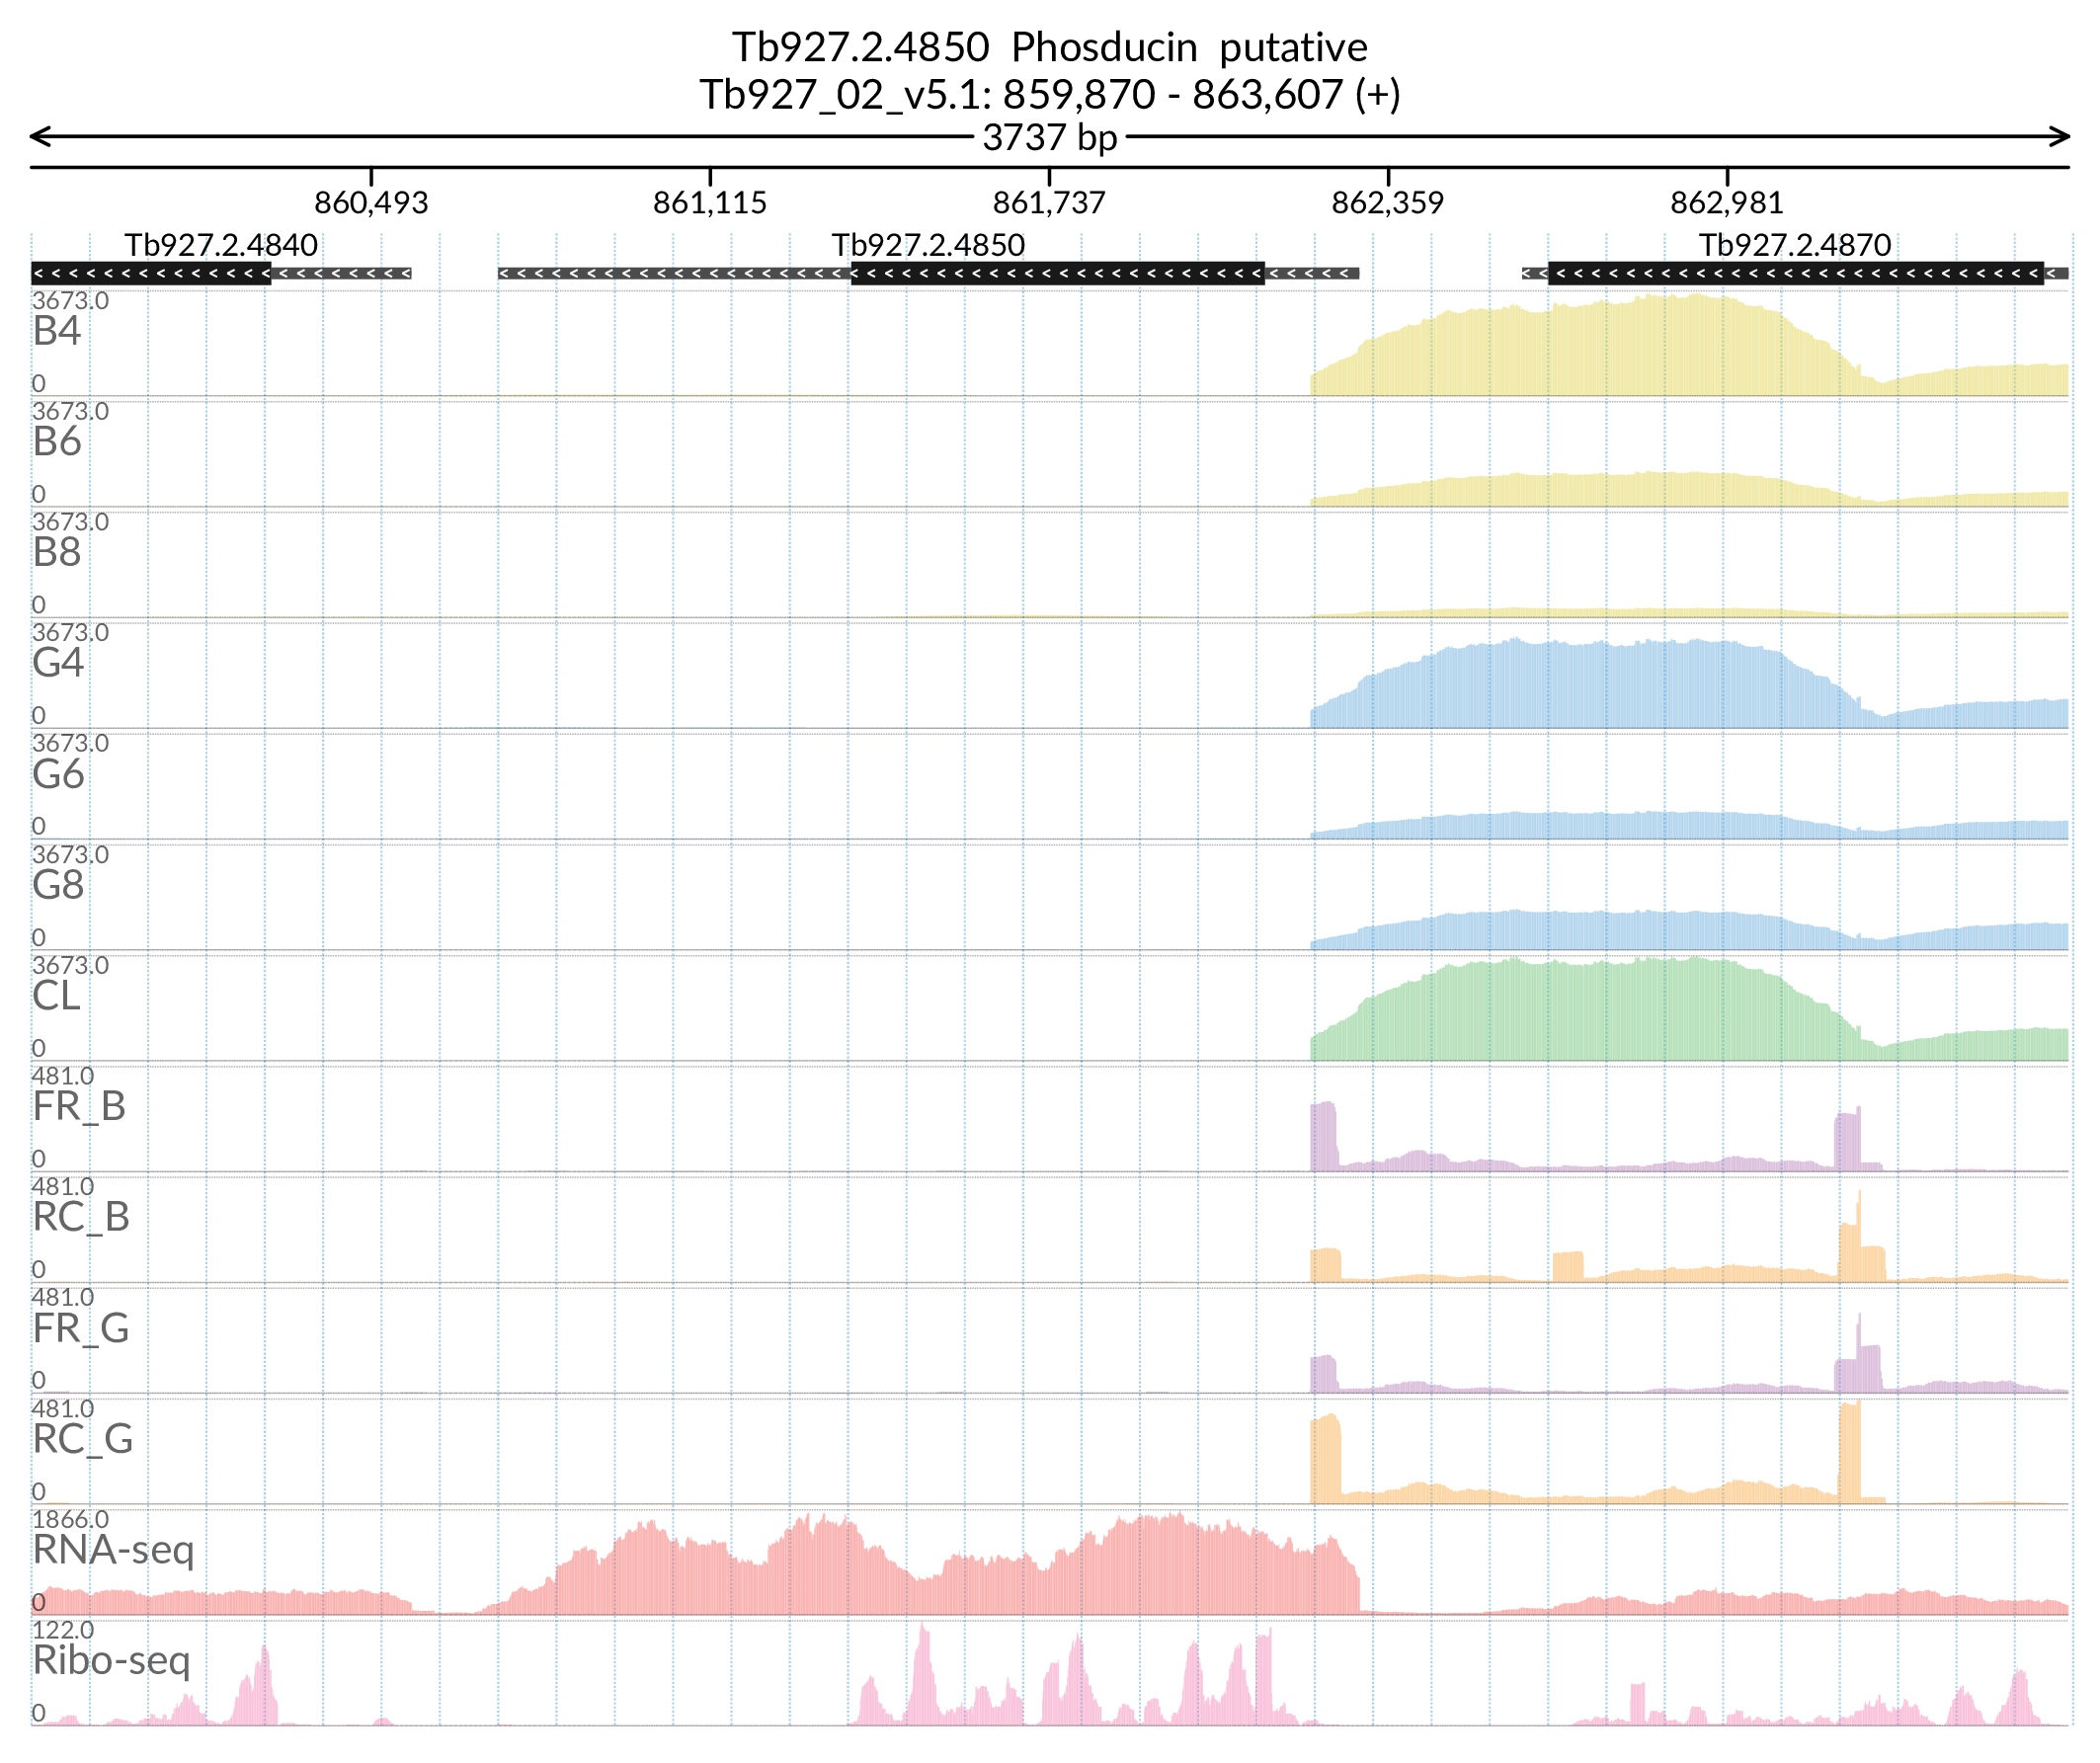 Tb927.2.4850 Phosducin putative
Tb927_02_v5.1: 859,870 - 863,607 (+)
3737 bp
860,493 861,115 861,737 862,359 862,981
Tb927.2.4840 Tb927.2.4850 Tb927.2.4870
3673.0
B4
0
3673.0
B6
0
3673.0
B8
0
3673.0
G4
0
3673.0
G6
0
3673.0
G8
0
3673.0
CL
0
481.0
FR_B
0
481.0
RC_B
0
481.0
FR_G
0
481.0
RC_G
0
1866.0
RNA-seq
0
122.0
Ribo-seq
0